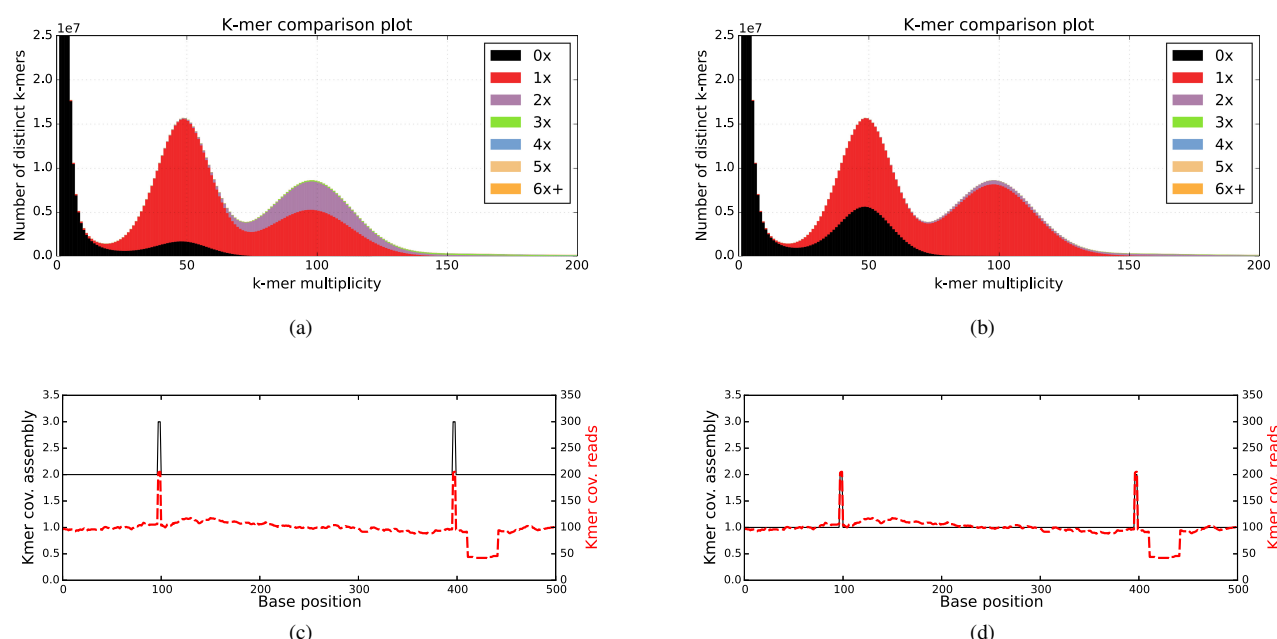 K-mer comparison plot
1e7
Number of distinct k-mers
2.5
2.0
1.5
1.0
0.5
0.0
0 50 100 150 200
k-mer multiplicity
0x
1x
2x
3x
4x
5x
6x+
(a)
K-mer comparison plot
1e7
Number of distinct k-mers
2.5
2.0
1.5
1.0
0.5
0.0
0 50 100 150 200
k-mer multiplicity
0x
1x
2x
3x
4x
5x
6x+
(b)
Kmer cov. assembly
3.5
3.0
2.5
2.0
1.5
1.0
0.5
0.0
0 100 200 300 400 500
Base position
350
300
250
200
150
100
50
0
Kmer cov. reads
(c)
Kmer cov. assembly
3.5
3.0
2.5
2.0
1.5
1.0
0.5
0.0
0 100 200 300 400 500
Base position
350
300
250
200
150
100
50
0
Kmer cov. reads
(d)